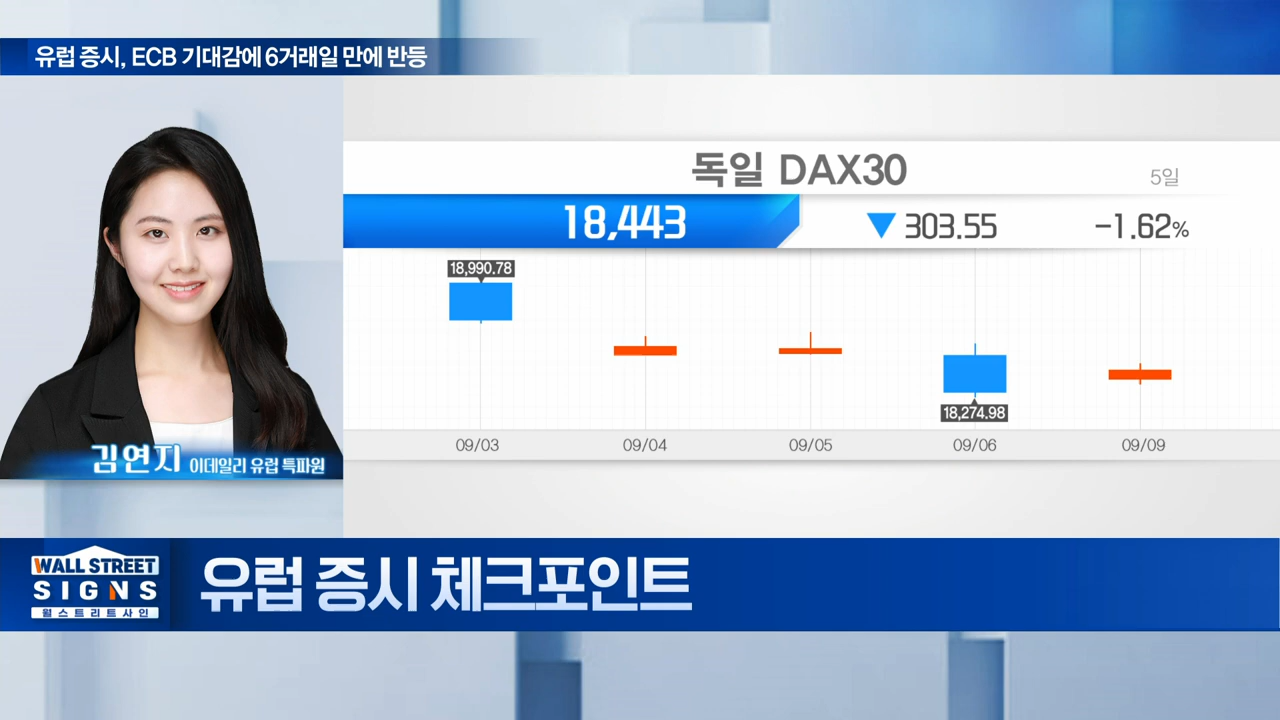 유럽 증시, ECB 기대감에 6거래일 만에 반등
독일 DAX30
5일
18,443
▼ 303.55
-1.62%
18,990.78
18,274.98
09/03
09/04
09/05
09/06
09/09
김연지 이데일리 유럽 특파원
WALL STREET
SIGNS
월스트리트사인
유럽 증시 체크포인트